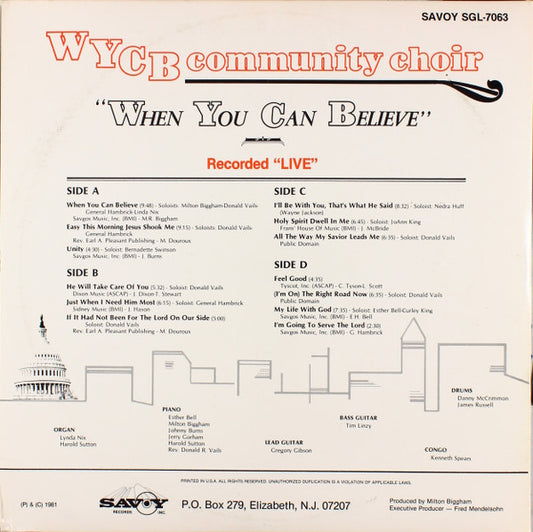 SAVOY SGL-7063
WYCB community choir
"WHEN YOU CAN BELIEVE"
Recorded "LIVE"
SIDE A
When You Can Believe (9:48) - Soloists: Milton Biggham-Donald Vails-
General Hambrick-Linda Nix
Savgos Music, Inc. (BMI) - M.R. Biggham
Easy This Morning Jesus Shook Me (9:15) - Soloists: Donald Vails-
General Hambrick
Rev. Earl A. Pleasant Publishing - M. Douroux
Unity (4:30) - Soloist: Bernadette Swinson
Savgos Music, Inc. (BMI) - J. Burns
SIDE B
He Will Take Care Of You (5:32) - Soloist: Donald Vails
Dixon Music (ASCAP) - J. Dixon-T. Stewart
Just When I Need Him Most (6:15) - Soloist: General Hambrick
Sidney Music (BMI) - J. Hason
If It Had Not Been For The Lord On Our Side (5:00)
Soloist: Donald Vails
Rev. Earl A. Pleasant Publishing - M. Douroux
SIDE C
I'll Be With You, That's What He Said (8:32) - Soloist: Nedra Huff
(Wayne Jackson)
Holy Spirit Dwell In Me (6:45) - Soloist: JoAnn King
Fram' House Of Music (BMI) - J. McBride
All The Way My Savior Leads Me (6:35) - Soloist: Donald Vails
Public Domain
SIDE D
Feel Good (4:35)
Tyscot, Inc. (ASCAP) - C. Tyson-L. Scott
(I'm On) The Right Road Now (6:35) - Soloist: Donald Vails
Public Domain
My Life With God (7:35) - Soloist: Esther Bell-Gurley King
Savgos Music, Inc. (BMI) - E.H. Bell
I'm Going To Serve The Lord (2:30)
Savgos Music, Inc. (BMI) - G. Hambrick
ORGAN
Lynda Nix
Harold Sutton
PIANO
Esther Bell
Milton Biggham
Johnny Burns
Jerry Gorham
Harold Sutton
Rev. Donald R. Vails
LEAD GUITAR
Gregory Gibson
BASS GUITAR
Tim Linzy
DRUMS
Danny McCrimmon
James Russell
CONGO
Kenneth Spears
PRINTED IN U.S.A. ALL RIGHTS RESERVED. UNAUTHORIZED DUPLICATION IS A VIOLATION OF APPLICABLE LAWS.
(P) & (C) 1981
SAVOY
RECORDS INC
P.O. Box 279, Elizabeth, N.J. 07207
Produced by Milton Biggham
Executive Producer — Fred Mendelsohn